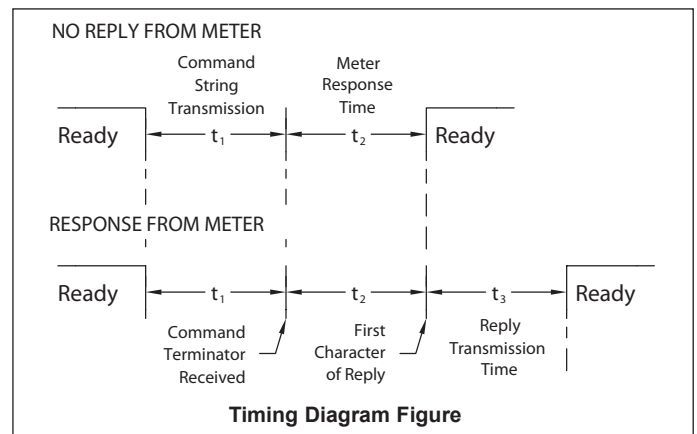 NO REPLY FROM METER
Command
String
Transmission
Meter
Response
Time
Ready
t₁
t₂
Ready
RESPONSE FROM METER
Ready
t₁
t₂
t₃
Ready
Command
Terminator
Received
First
Character
of Reply
Reply
Transmission
Time
Timing Diagram Figure